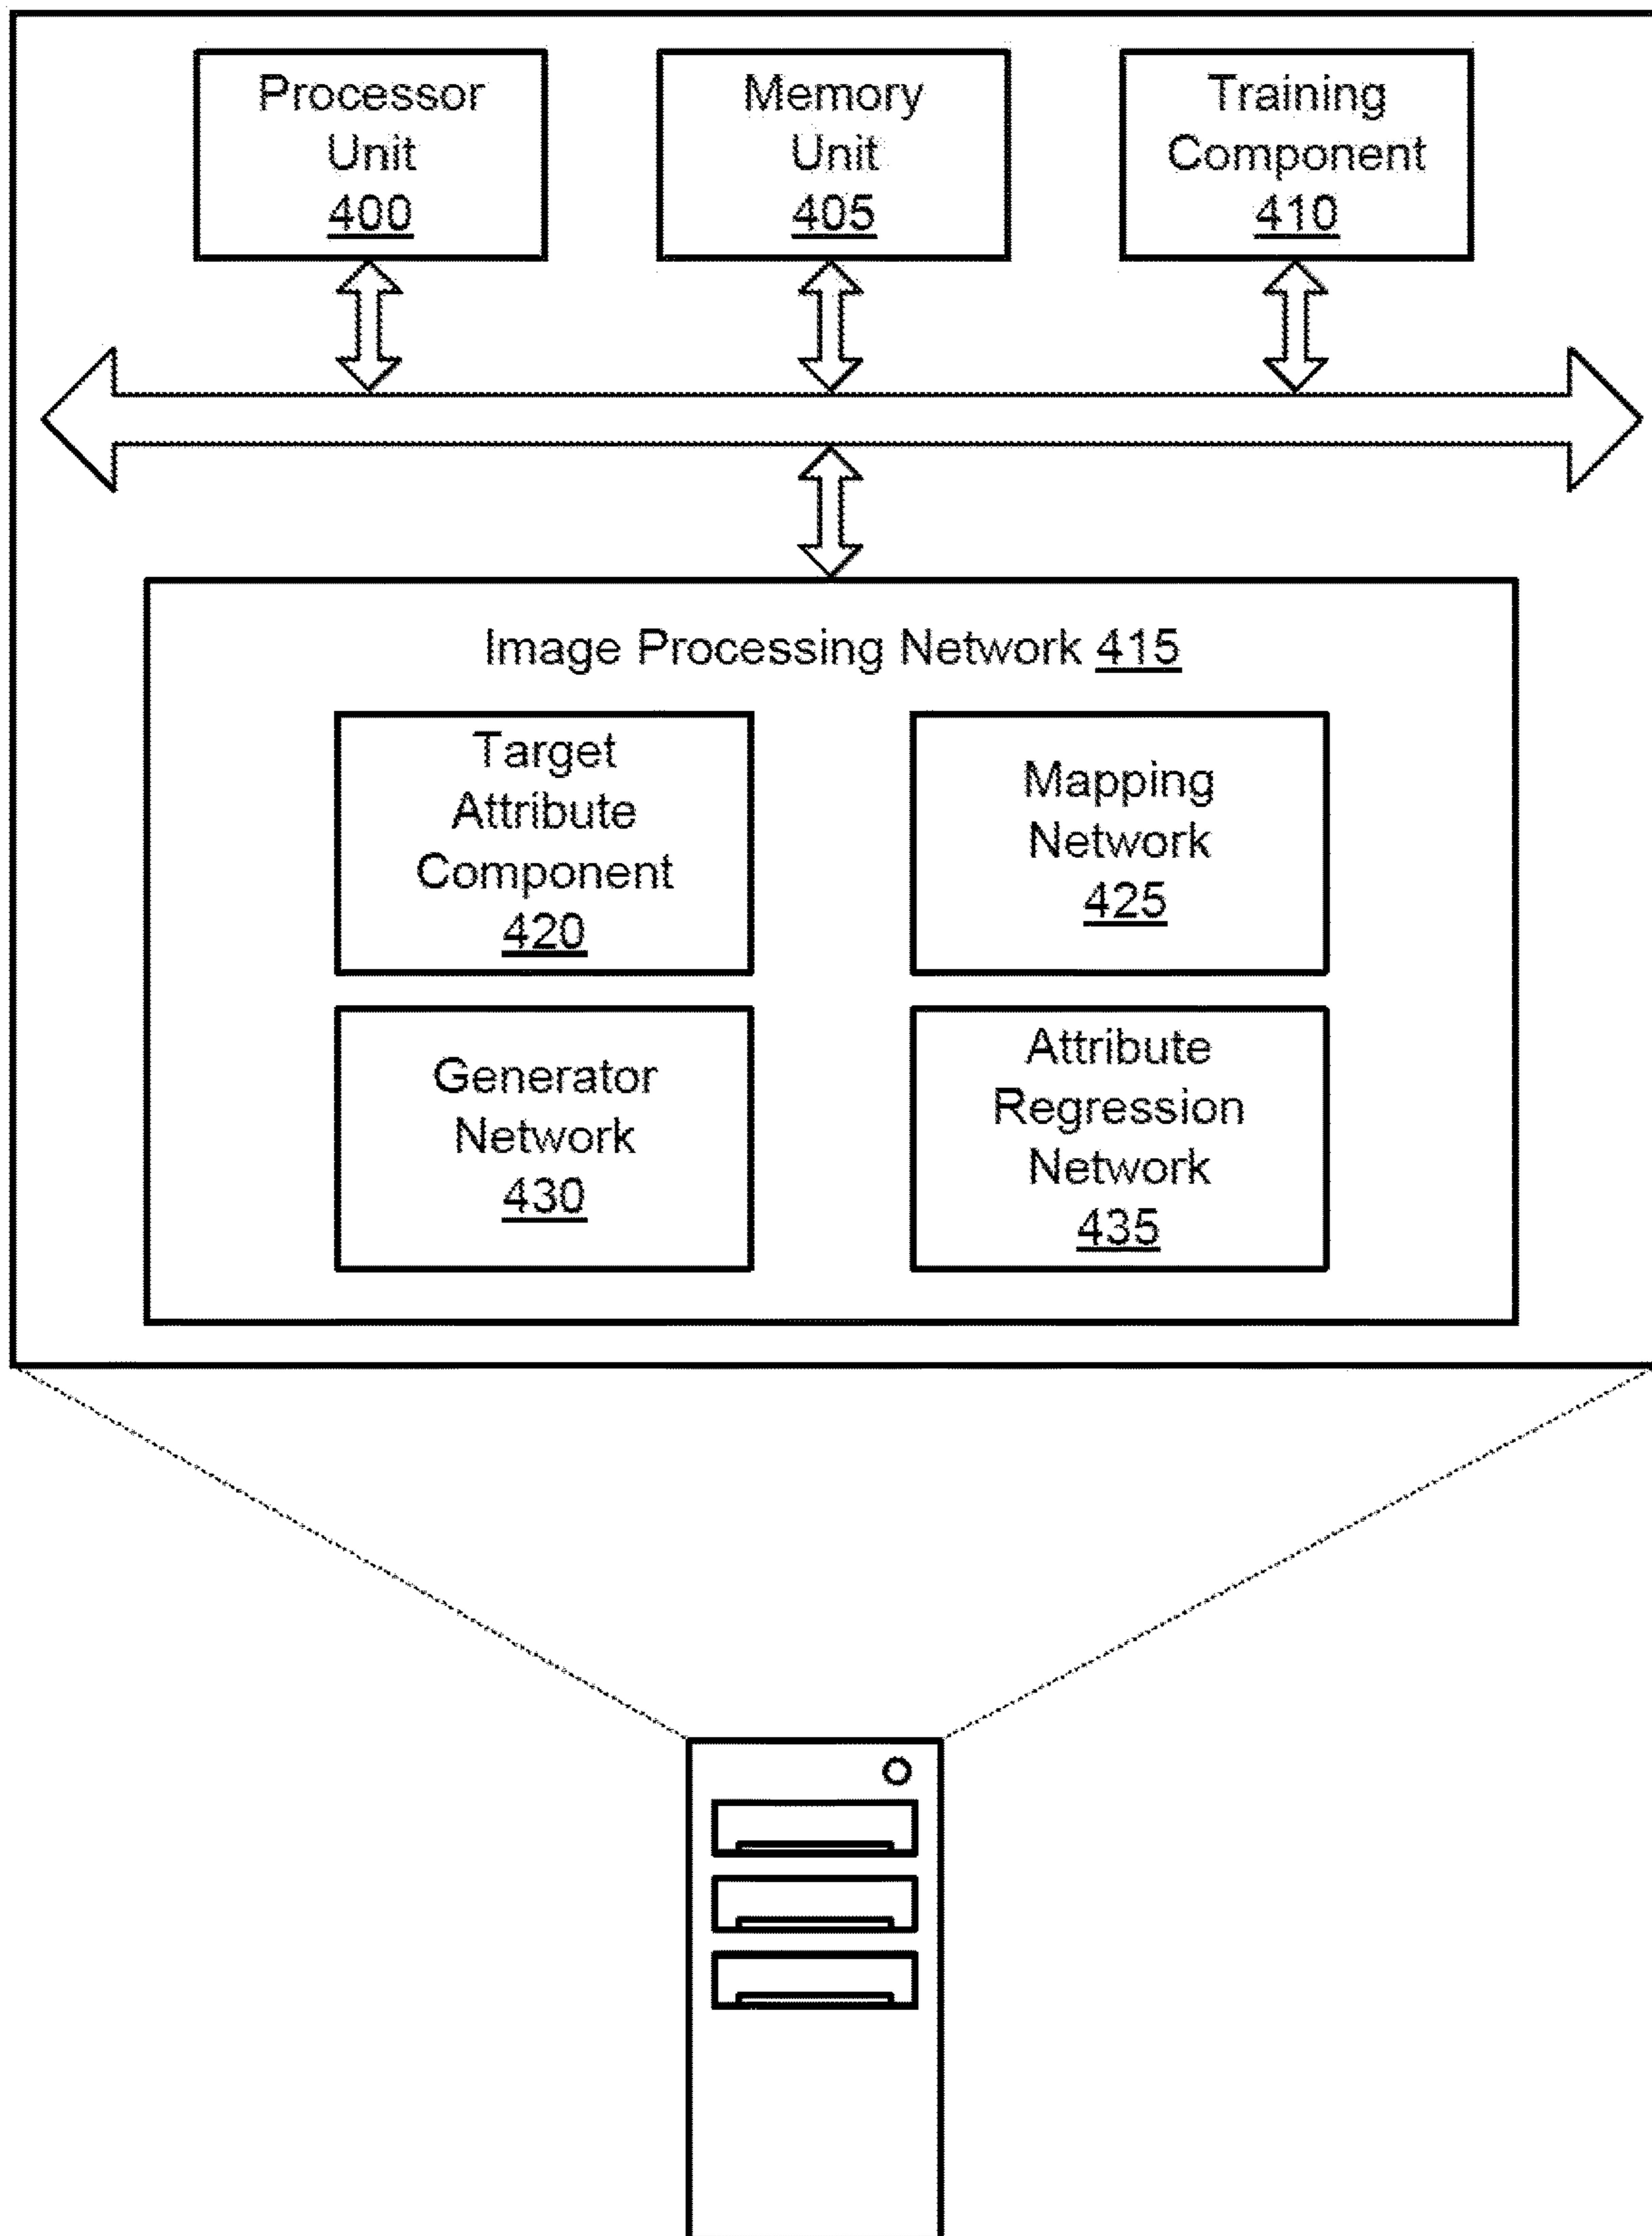 Processor
Unit
400
Memory
Unit
405
Training
Component
410
Image Processing Network 415
Target
Attribute
Component
420
Mapping
Network
425
Generator
Network
430
Attribute
Regression
Network
435